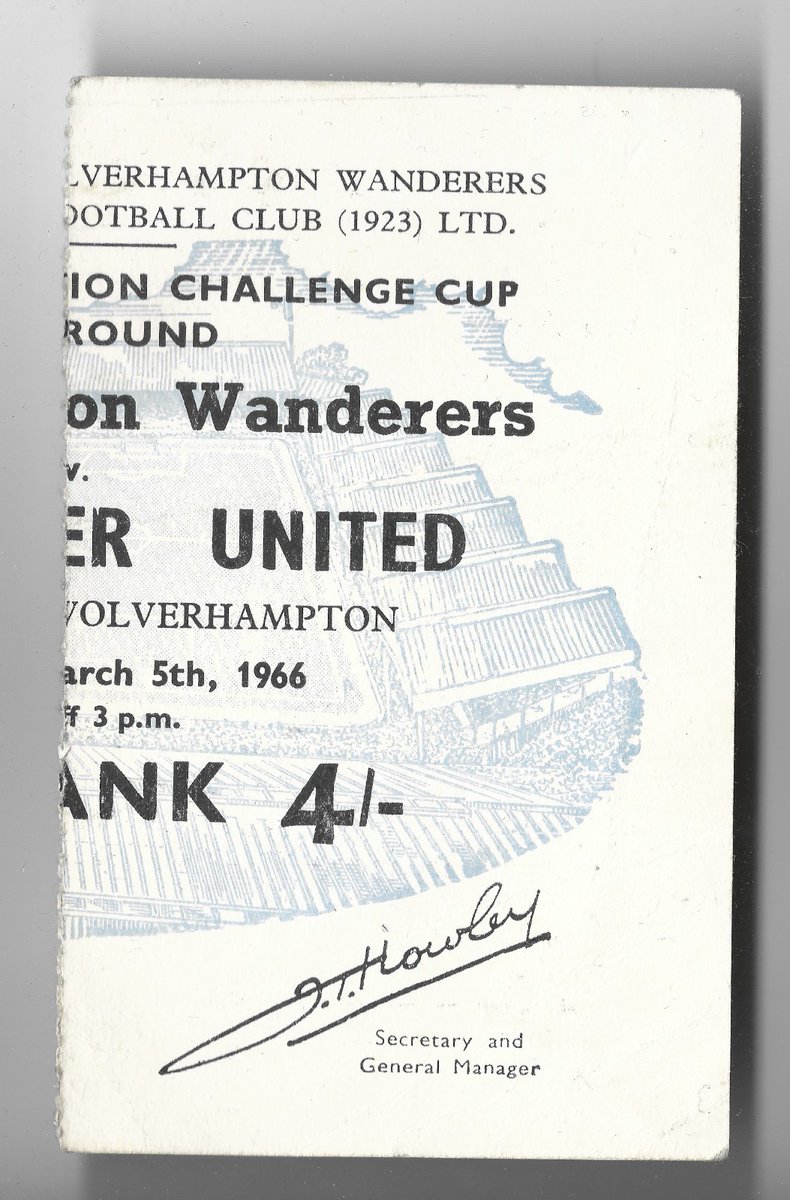 LVERHAMPTON WANDERERS
OOTBALL CLUB (1923) LTD.
TION CHALLENGE CUP
ROUND
on Wanderers
v.
ER UNITED
WOLVERHAMPTON
arch 5th, 1966
ff 3 p.m.
ANK 4/-
J.T. Howley
Secretary and
General Manager